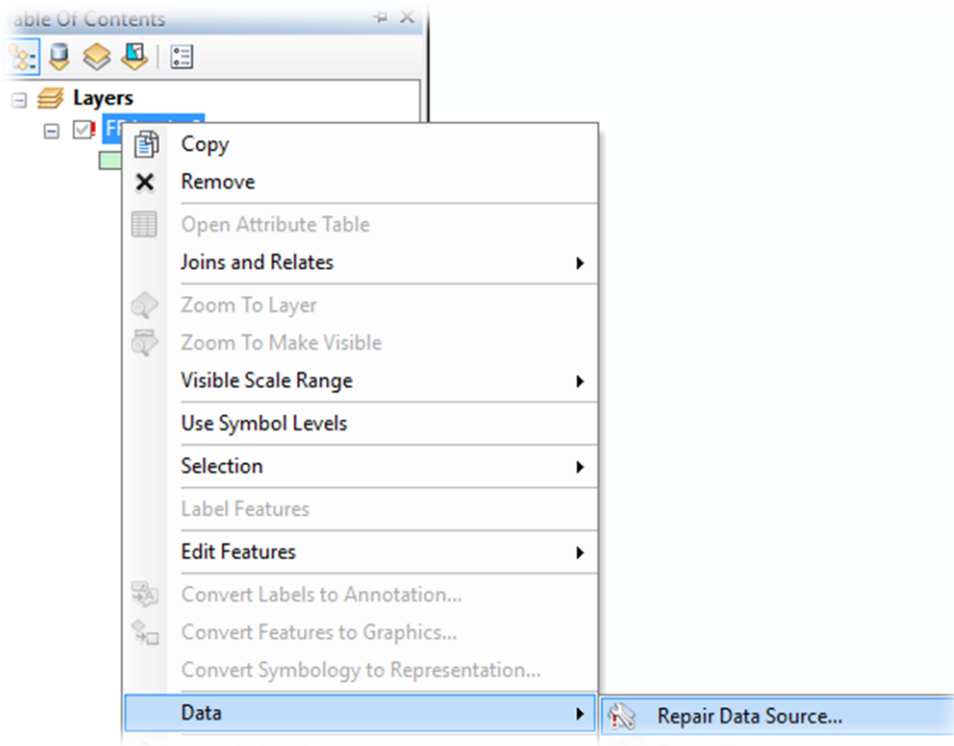 Table Of Contents
Layers
Copy
Remove
Open Attribute Table
Joins and Relates
Zoom To Layer
Zoom To Make Visible
Visible Scale Range
Use Symbol Levels
Selection
Label Features
Edit Features
Convert Labels to Annotation...
Convert Features to Graphics...
Convert Symbology to Representation...
Data
Repair Data Source...